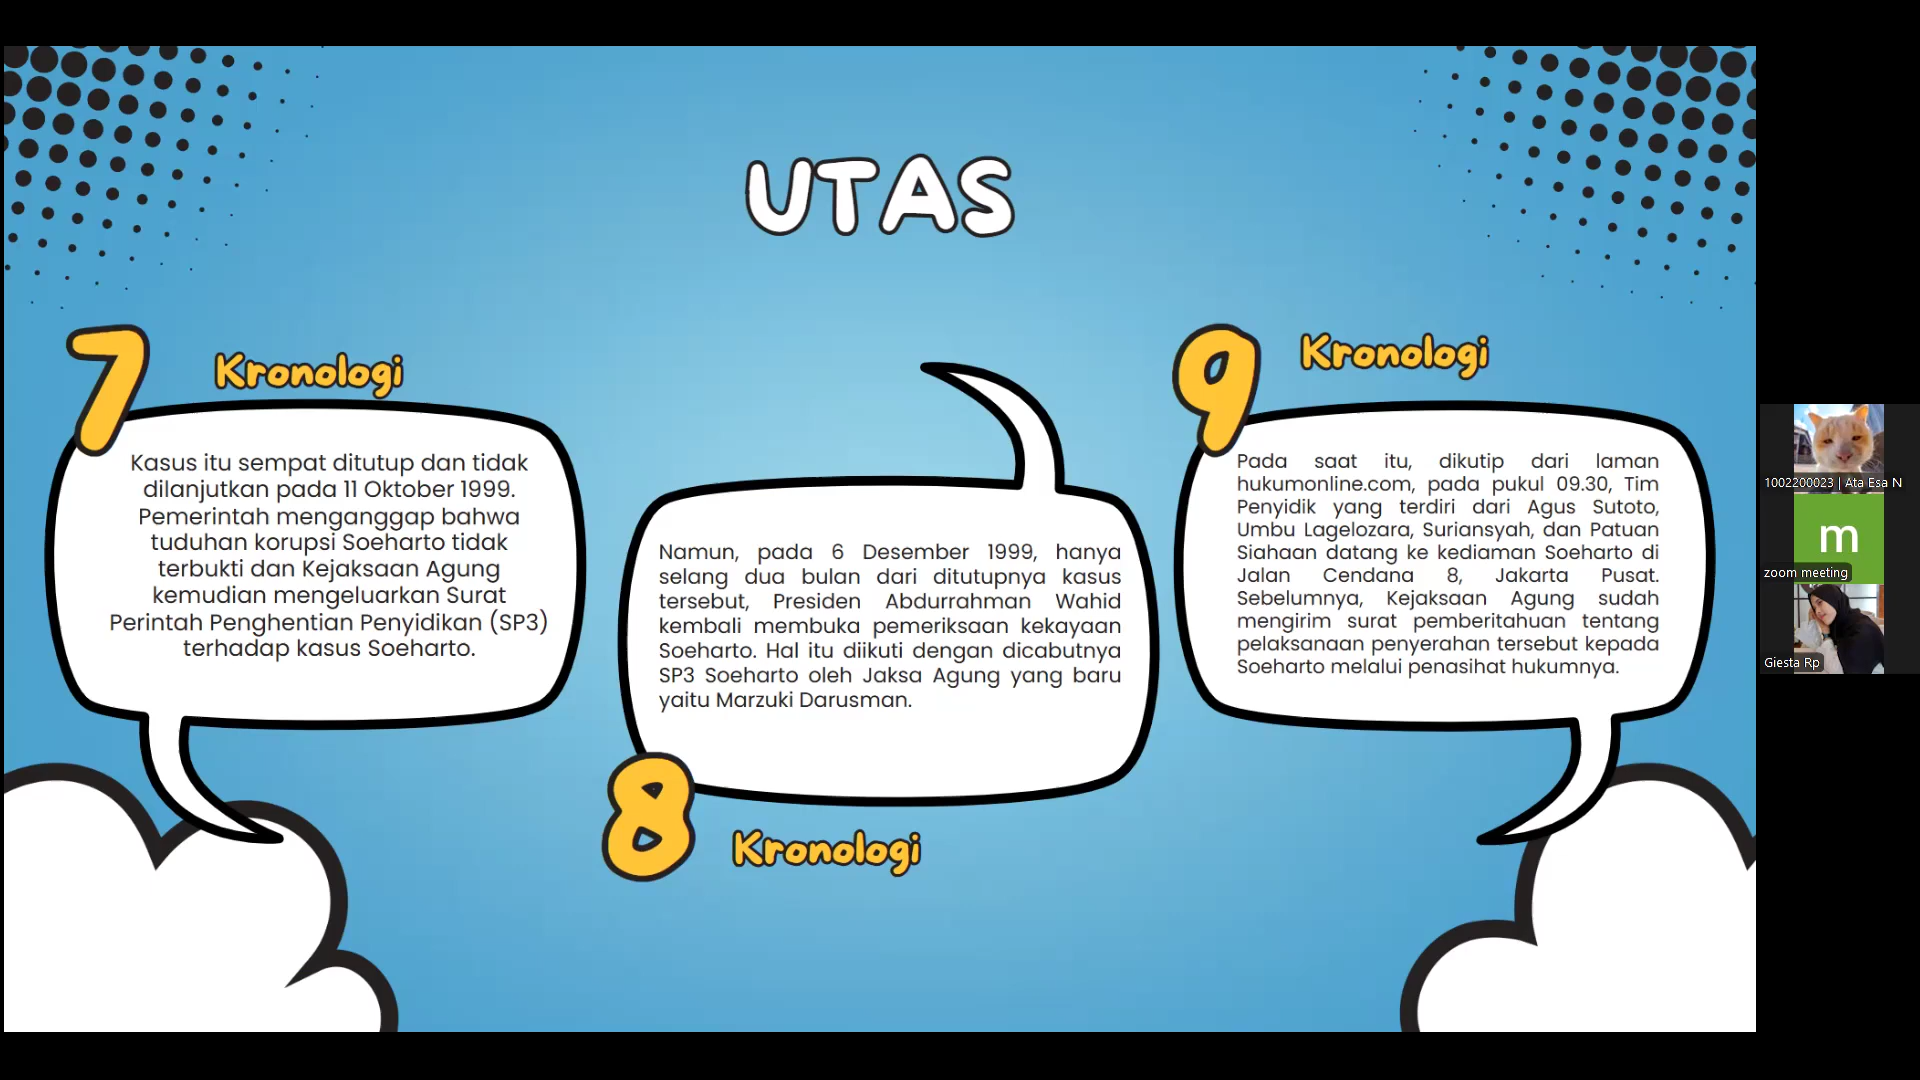 UTAS
7
Kronologi
Kasus itu sempat ditutup dan tidak
dilanjutkan pada 11 Oktober 1999.
Pemerintah menganggap bahwa
tuduhan korupsi Soeharto tidak
terbukti dan Kejaksaan Agung
kemudian mengeluarkan Surat
Perintah Penghentian Penyidikan (SP3)
terhadap kasus Soeharto.
Namun, pada 6 Desember 1999, hanya
selang dua bulan dari ditutupnya kasus
tersebut, Presiden Abdurrahman Wahid
kembali membuka pemeriksaan kekayaan
Soeharto. Hal itu diikuti dengan dicabutnya
SP3 Soeharto oleh Jaksa Agung yang baru
yaitu Marzuki Darusman.
8
Kronologi
9
Kronologi
Pada saat itu, dikutip dari laman
hukumonline.com, pada pukul 09.30, Tim
Penyidik yang terdiri dari Agus Sutoto,
Umbu Lagelozara, Suriansyah, dan Patuan
Siahaan datang ke kediaman Soeharto di
Jalan Cendana 8, Jakarta Pusat.
Sebelumnya, Kejaksaan Agung sudah
mengirim surat pemberitahuan tentang
pelaksanaan penyerahan tersebut kepada
Soeharto melalui penasihat hukumnya.
1002200023 | Ata Esa N
m
zoom meeting
Giesta Rp